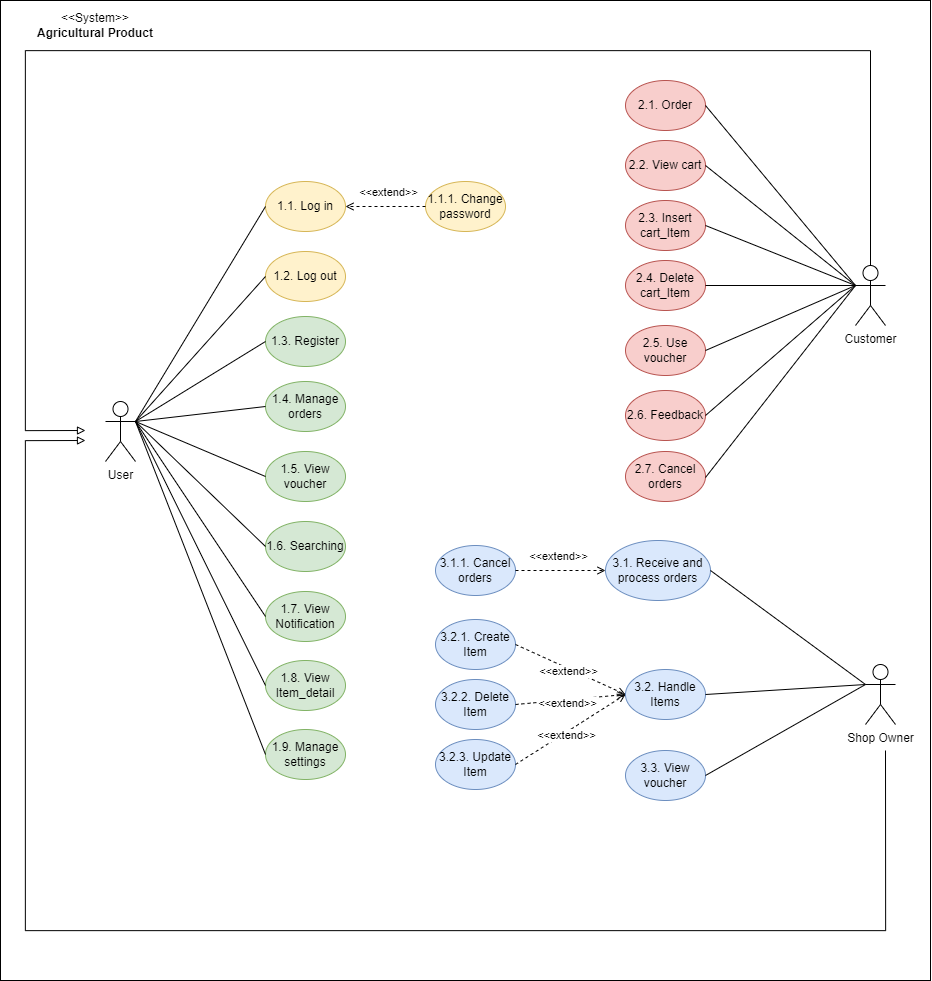 <<System>>
Agricultural Product
2.1. Order
2.2. View cart
1.1. Log in
<<extend>>
1.1.1. Change
password
2.3. Insert
cart_Item
1.2. Log out
2.4. Delete
cart_Item
Customer
1.3. Register
2.5. Use
voucher
1.4. Manage
orders
2.6. Feedback
User
1.5. View
voucher
2.7. Cancel
orders
1.6. Searching
3.1.1. Cancel
orders
<<extend>>
3.1. Receive and
process orders
1.7. View
Notification
3.2.1. Create
Item
<<extend>>
1.8. View
Item_detail
3.2.2. Delete
Item
<<extend>>
3.2. Handle
Items
<<extend>>
Shop Owner
1.9. Manage
settings
3.2.3. Update
Item
3.3. View
voucher